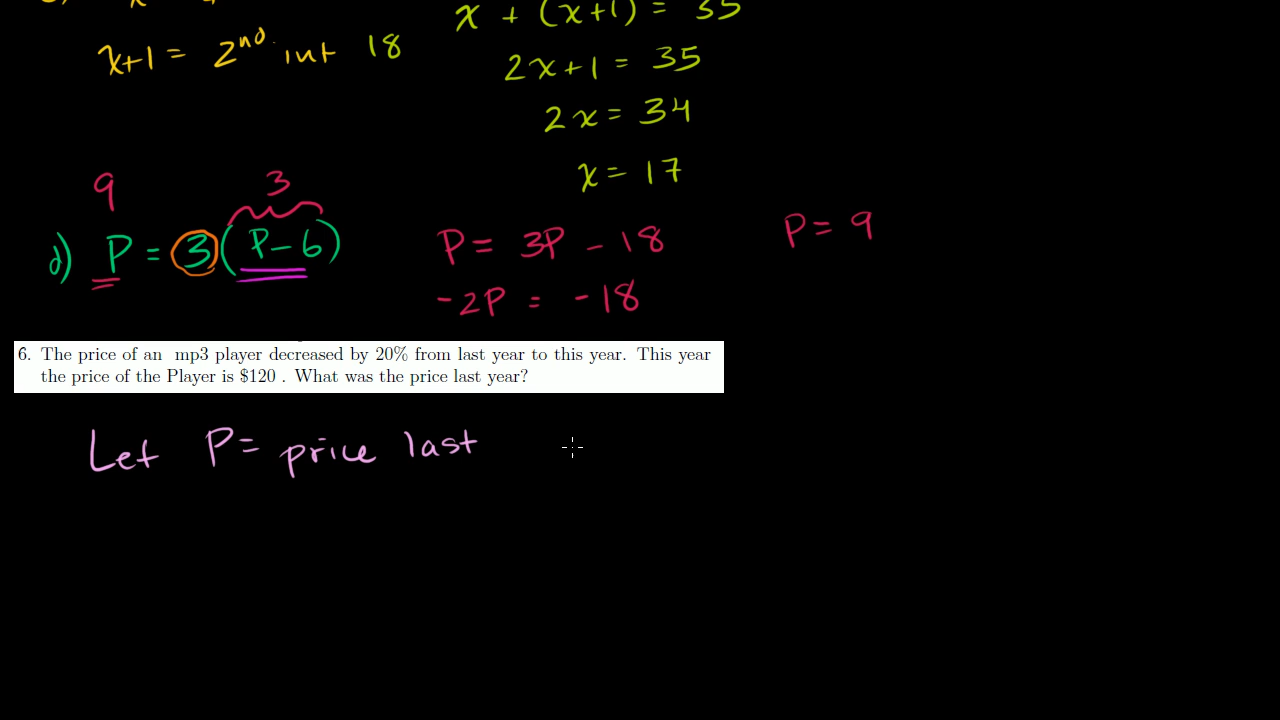 x + (x+1) = 35
x+1 = 2nd int 18
2x+1 = 35
2x = 34
x = 17
9
3
d) P = 3(P-6)
P = 3P - 18
P = 9
-2P = -18
6. The price of an mp3 player decreased by 20% from last year to this year. This year
the price of the Player is $120 . What was the price last year?
Let P = price last